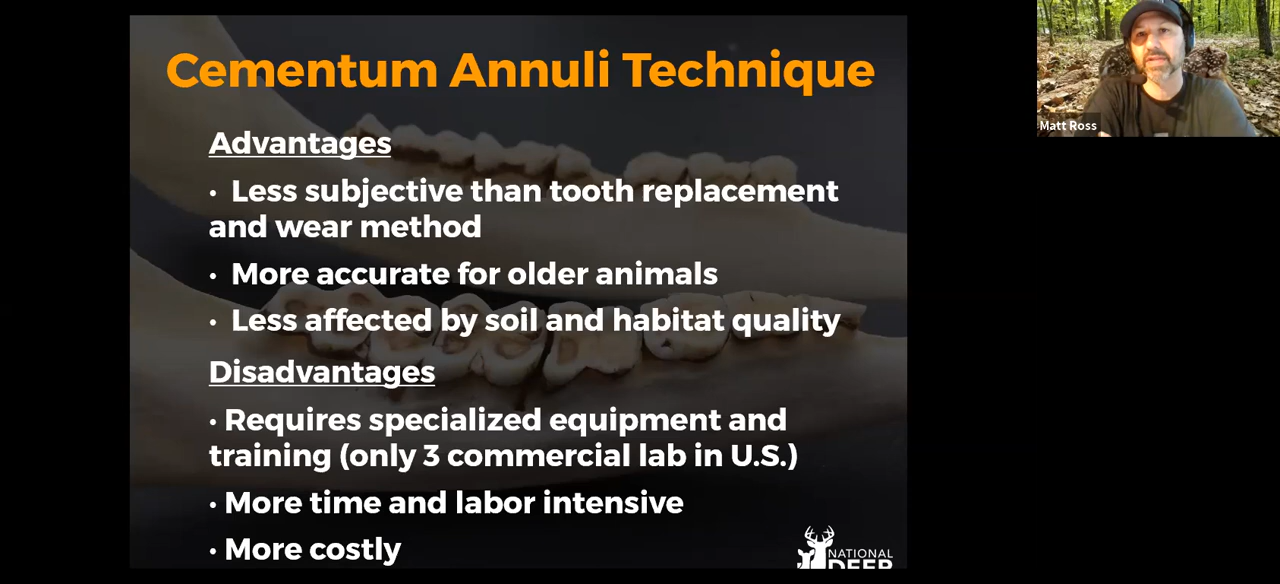 Cementum Annuli Technique
Matt Ross
Advantages
· Less subjective than tooth replacement
and wear method
· More accurate for older animals
· Less affected by soil and habitat quality
Disadvantages
· Requires specialized equipment and
training (only 3 commercial lab in U.S.)
· More time and labor intensive
· More costly
NATIONAL
DEER